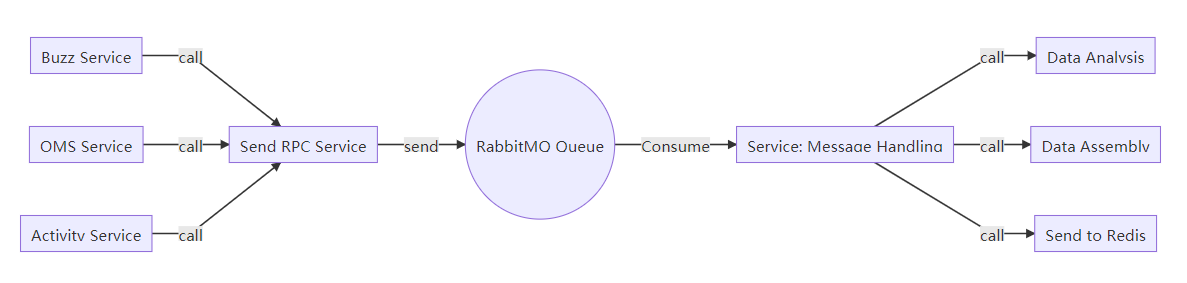 Buzz Service
call
OMS Service
call
Activity Service
call
Send RPC Service
send
RabbitMQ Queue
Consume
Service: Message Handling
call
Data Analysis
call
Data Assembly
call
Send to Redis